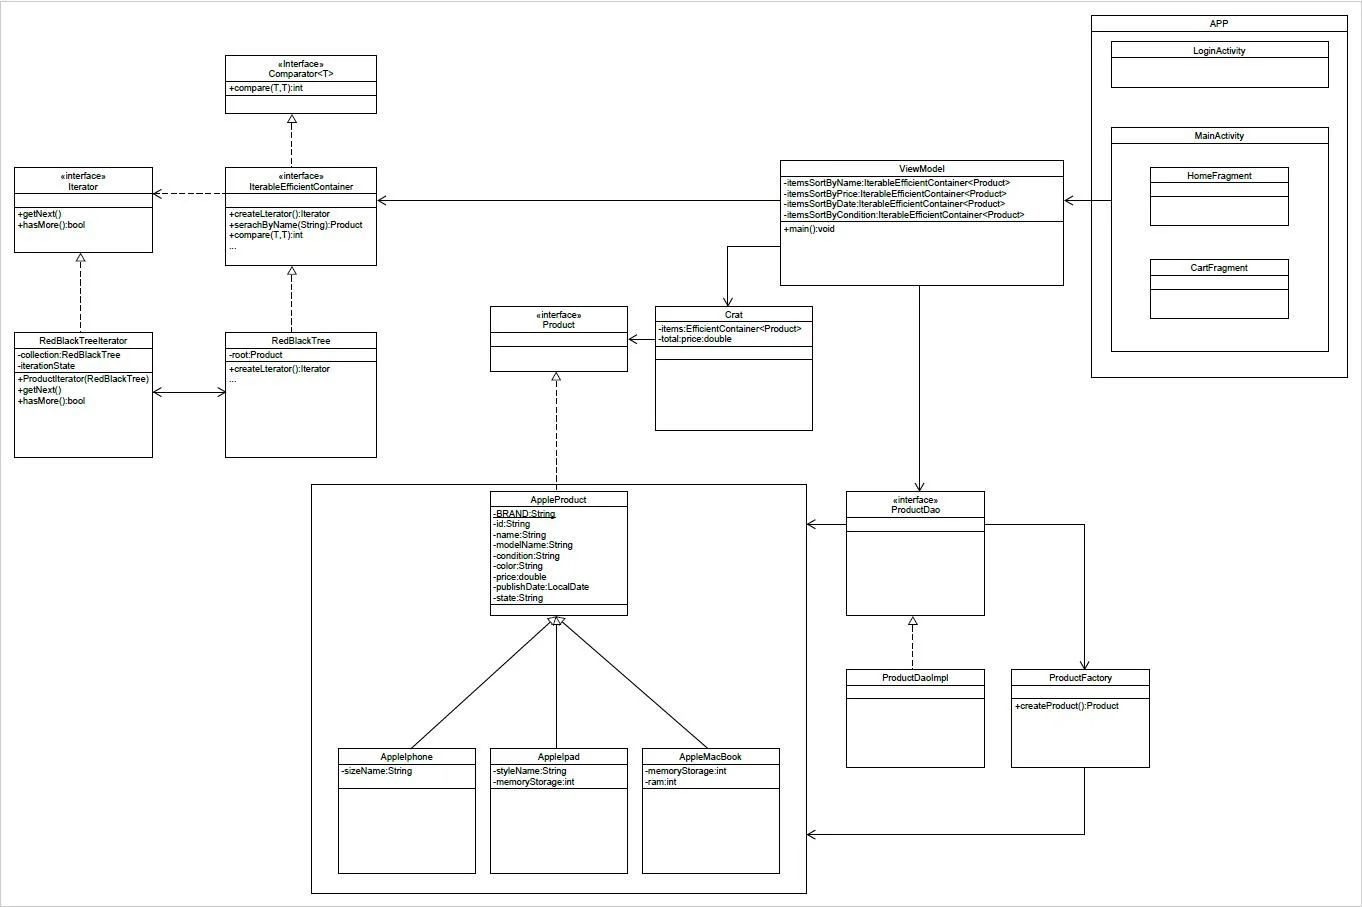 APP
LoginActivity
MainActivity
HomeFragment
CartFragment
«Interface»
Comparator<T>
+compare(T,T):int
«interface»
Iterator
+getNext()
+hasMore():bool
«interface»
IterableEfficientContainer
+createLterator():Iterator
+serachByName(String):Product
+compare(T,T):int
...
ViewModel
-itemsSortByName:IterableEfficientContainer<Product>
-itemsSortByPrice:IterableEfficientContainer<Product>
-itemsSortByDate:IterableEfficientContainer<Product>
-itemsSortByCondition:IterableEfficientContainer<Product>
+main():void
RedBlackTreeIterator
-collection:RedBlackTree
-iterationState
+ProductIterator(RedBlackTree)
+getNext()
+hasMore():bool
RedBlackTree
-root:Product
+createLterator():Iterator
...
«interface»
Product
Crat
-items:EfficientContainer<Product>
-total:price:double
AppleProduct
-BRAND:String
-id:String
-name:String
-modelName:String
-condition:String
-color:String
-price:double
-publishDate:LocalDate
-state:String
«interface»
ProductDao
ProductDaoImpl
ProductFactory
+createProduct():Product
AppleIphone
-sizeName:String
AppleIpad
-styleName:String
-memoryStorage:int
AppleMacBook
-memoryStorage:int
-ram:int